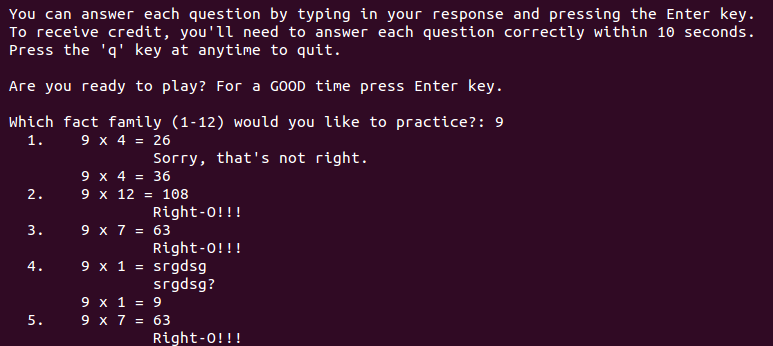 You can answer each question by typing in your response and pressing the Enter key.
To receive credit, you'll need to answer each question correctly within 10 seconds.
Press the 'q' key at anytime to quit.
Are you ready to play? For a GOOD time press Enter key.
Which fact family (1-12) would you like to practice?: 9
1. 9 x 4 = 26
Sorry, that's not right.
9 x 4 = 36
2. 9 x 12 = 108
Right-O!!!
3. 9 x 7 = 63
Right-O!!!
4. 9 x 1 = srgdsg
srgdsg?
9 x 1 = 9
5. 9 x 7 = 63
Right-O!!!